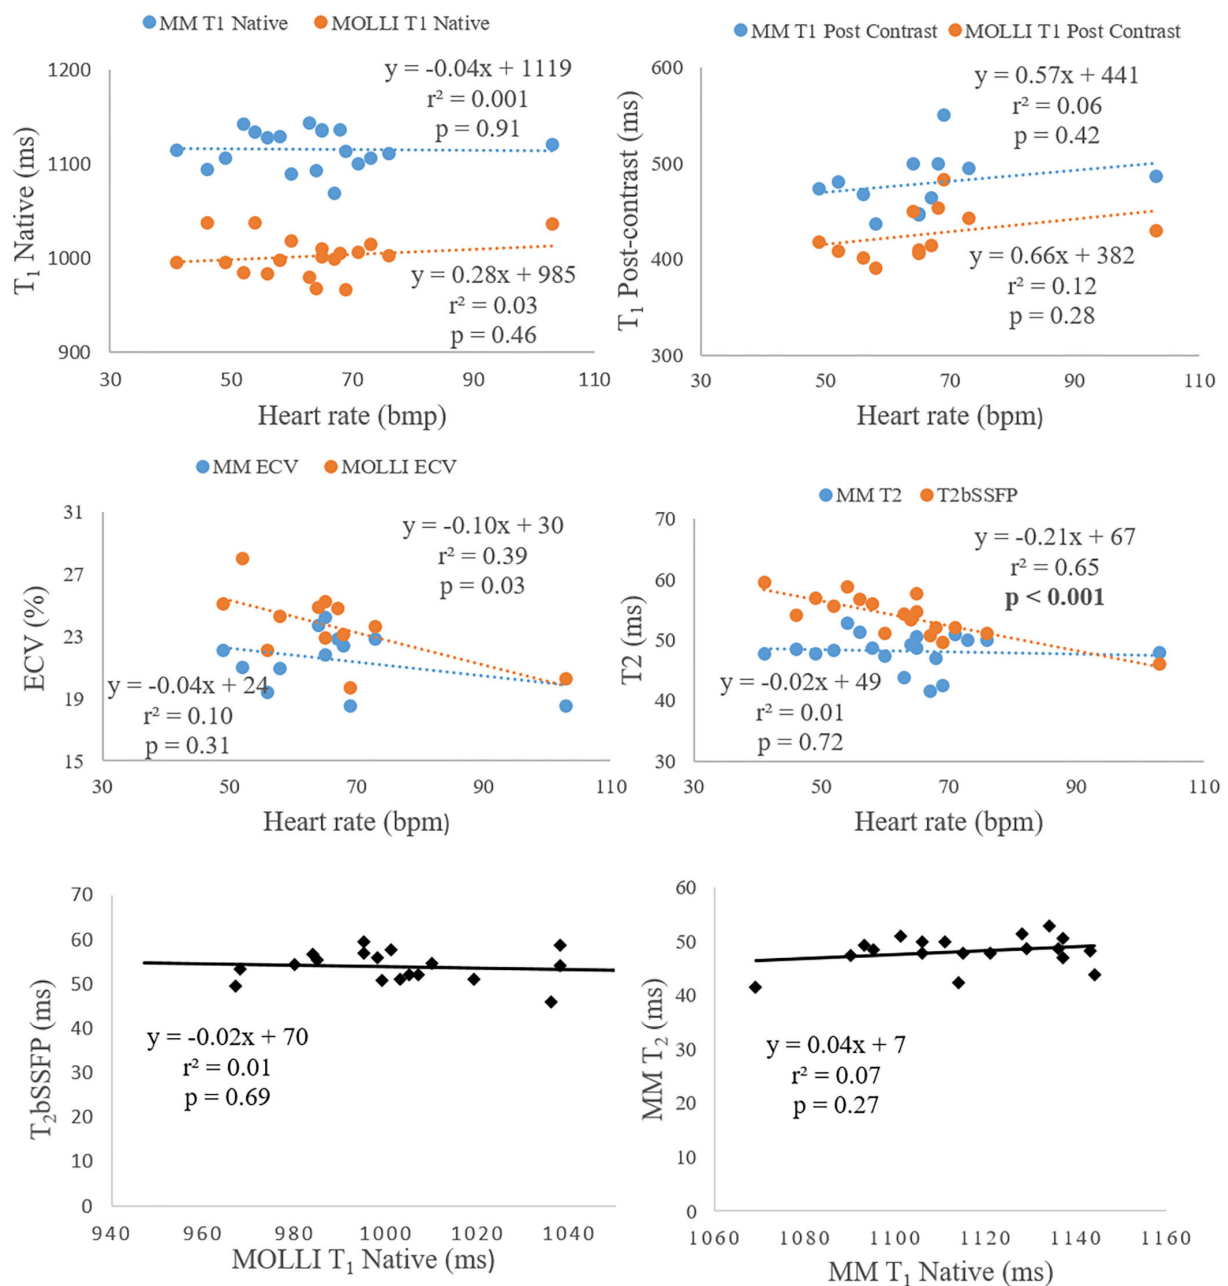 MM T1 Native MOLLI T1 Native
1200
1100
1000
900
T₁ Native (ms)
y = -0.04x + 1119
r² = 0.001
p = 0.91
y = 0.28x + 985
r² = 0.03
p = 0.46
30 50 70 90 110
Heart rate (bmp)
MM T1 Post Contrast MOLLI T1 Post Contrast
600
500
400
300
T₁ Post-contrast (ms)
y = 0.57x + 441
r² = 0.06
p = 0.42
y = 0.66x + 382
r² = 0.12
p = 0.28
30 50 70 90 110
Heart rate (bpm)
MM ECV MOLLI ECV
31
27
23
19
15
ECV (%)
y = -0.10x + 30
r² = 0.39
p = 0.03
y = -0.04x + 24
r² = 0.10
p = 0.31
30 50 70 90 110
Heart rate (bpm)
MM T2 T2bSSFP
70
60
50
40
30
T2 (ms)
y = -0.21x + 67
r² = 0.65
p < 0.001
y = -0.02x + 49
r² = 0.01
p = 0.72
30 50 70 90 110
Heart rate (bpm)
70
60
50
40
30
20
10
0
T₂bSSFP (ms)
y = -0.02x + 70
r² = 0.01
p = 0.69
940 960 980 1000 1020 1040
MOLLI T₁ Native (ms)
60
50
40
30
20
10
0
MM T₂ (ms)
y = 0.04x + 7
r² = 0.07
p = 0.27
1060 1080 1100 1120 1140 1160
MM T₁ Native (ms)